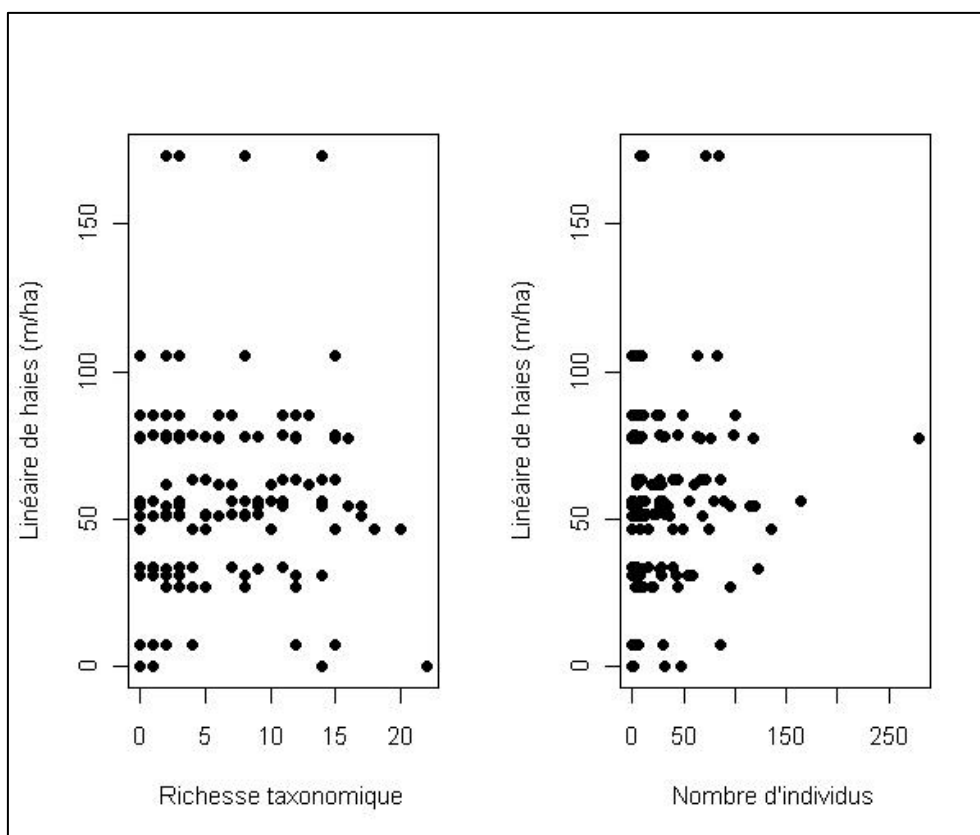 Linéaire de haies (m/ha)
0 50 100 150
0 5 10 15 20
Richesse taxonomique
Linéaire de haies (m/ha)
0 50 100 150
0 50 150 250
Nombre d'individus